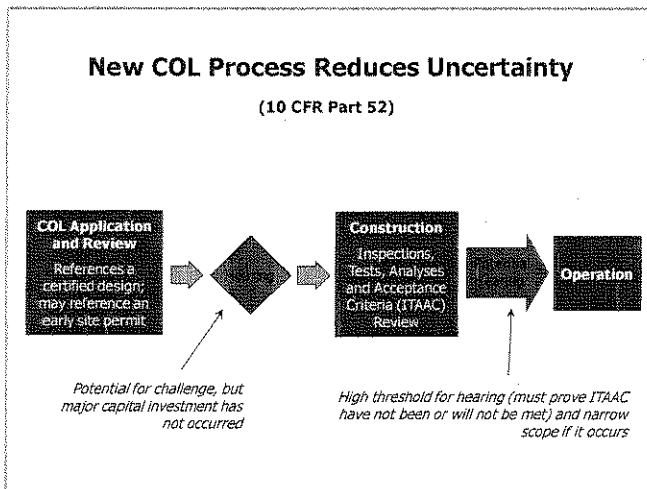 New COL Process Reduces Uncertainty
(10 CFR Part 52)
COL Application
and Review
References a
certified design;
may reference an
early site permit
Construction
Inspections,
Tests, Analyses
and Acceptance
Criteria (ITAAC)
Review
Operation
Potential for challenge, but
major capital investment has
not occurred
High threshold for hearing (must prove ITAAC
have not been or will not be met) and narrow
scope if it occurs